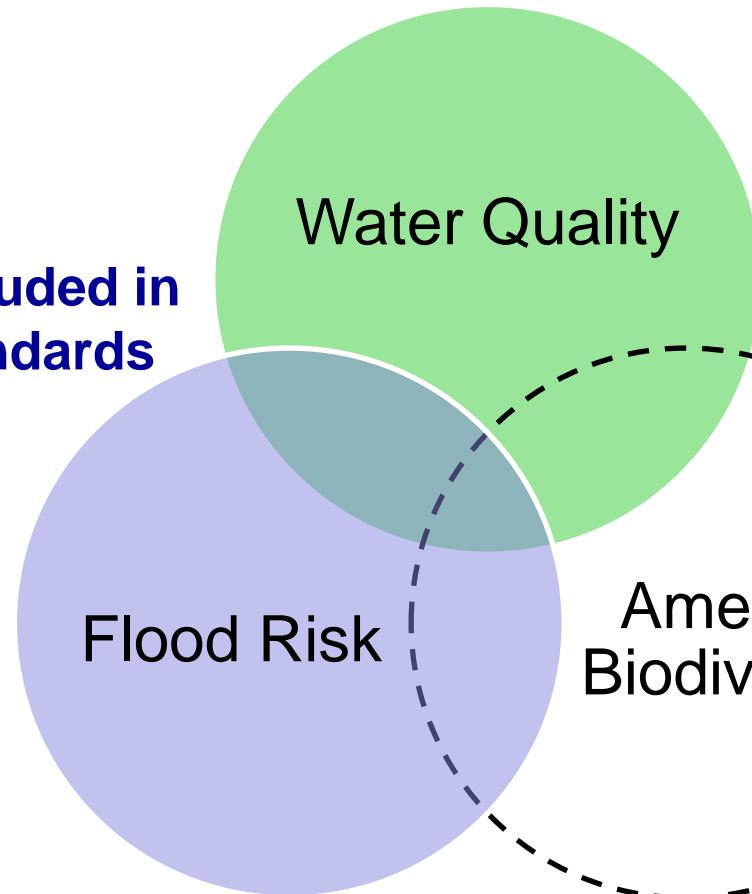 Water Quality
uded in
ndards
Flood Risk
Ame
Biodiv